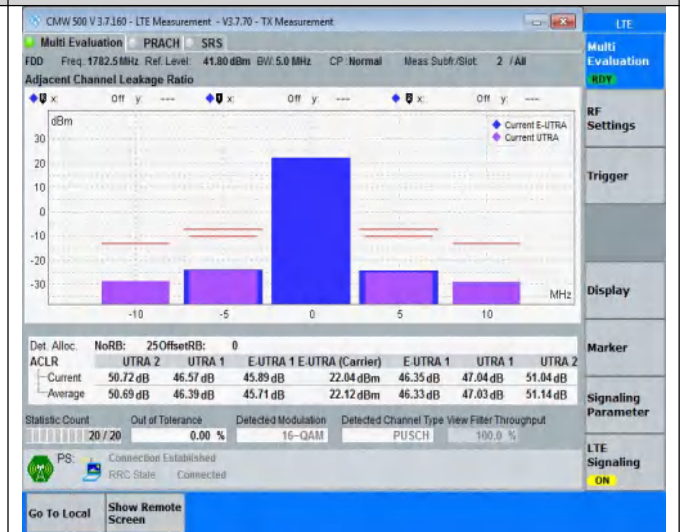 CMW 500 V 3.7.160 - LTE Measurement - V3.7.70 - TX Measurement
LTE
Multi Evaluation PRACH SRS
FDD Freq.: 1782.5 MHz Ref. Level: 41.80 dBm BW: 5.0 MHz CP: Normal Meas Subfr./Slot: 2 / All
Adjacent Channel Leakage Ratio
x: Off y: --- x: Off y: --- x: Off y: ---
dBm
Current E-UTRA
Current UTRA
30
20
10
0
-10
-20
-30
MHz
-10 -5 0 5 10
Det. Alloc. NoRB: 25 OffsetRB: 0
ACLR UTRA 2 UTRA 1 E-UTRA 1 E-UTRA (Carrier) E-UTRA 1 UTRA 1 UTRA 2
Current 50.72 dB 46.57 dB 45.89 dB 22.04 dBm 46.35 dB 47.04 dB 51.04 dB
Average 50.69 dB 46.39 dB 45.71 dB 22.12 dBm 46.33 dB 47.03 dB 51.14 dB
Statistic Count Out of Tolerance Detected Modulation Detected Channel Type View Filter Throughput
20 / 20 0.00 % 16-QAM PUSCH 100.0 %
PS: Connection Established
RRC State Connected
Multi
Evaluation
RDY
RF
Settings
Trigger
Display
Marker
Signaling
Parameter
LTE
Signaling
ON
Go To Local
Show Remote
Screen